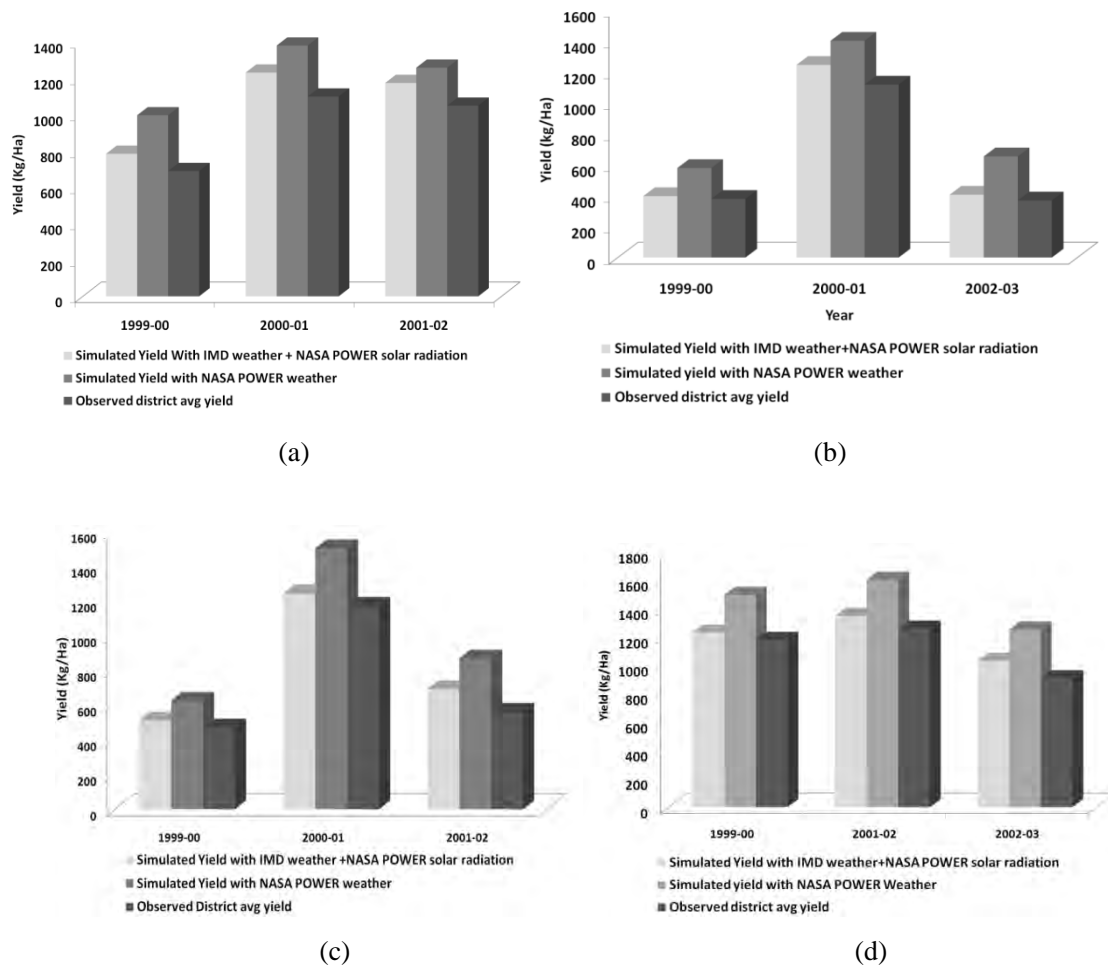 1400
1200
1000
800
600
400
200
0
Yield (Kg/Ha)
1999-00 2000-01 2001-02
Simulated Yield With IMD weather + NASA POWER solar radiation
Simulated Yield with NASA POWER weather
Observed district avg yield
(a)
1600
1400
1200
1000
800
600
400
200
0
Yield (kg/Ha)
1999-00 2000-01 2002-03
Year
Simulated Yield with IMD weather+NASA POWER solar radiation
Simulated yield with NASA POWER weather
Observed district avg yield
(b)
1600
1400
1200
1000
800
600
400
200
0
Yield (Kg/Ha)
1999-00 2000-01 2001-02
Simulated Yield with IMD weather +NASA POWER solar radiation
Simulated Yield with NASA POWER weather
Observed District avg yield
(c)
1800
1600
1400
1200
1000
800
600
400
200
0
Yield (Kg/Ha)
1999-00 2001-02 2002-03
Simulated Yield with IMD weather+NASA POWER solar radiation
Simulated yield with NASA POWER Weather
Observed district avg yield
(d)